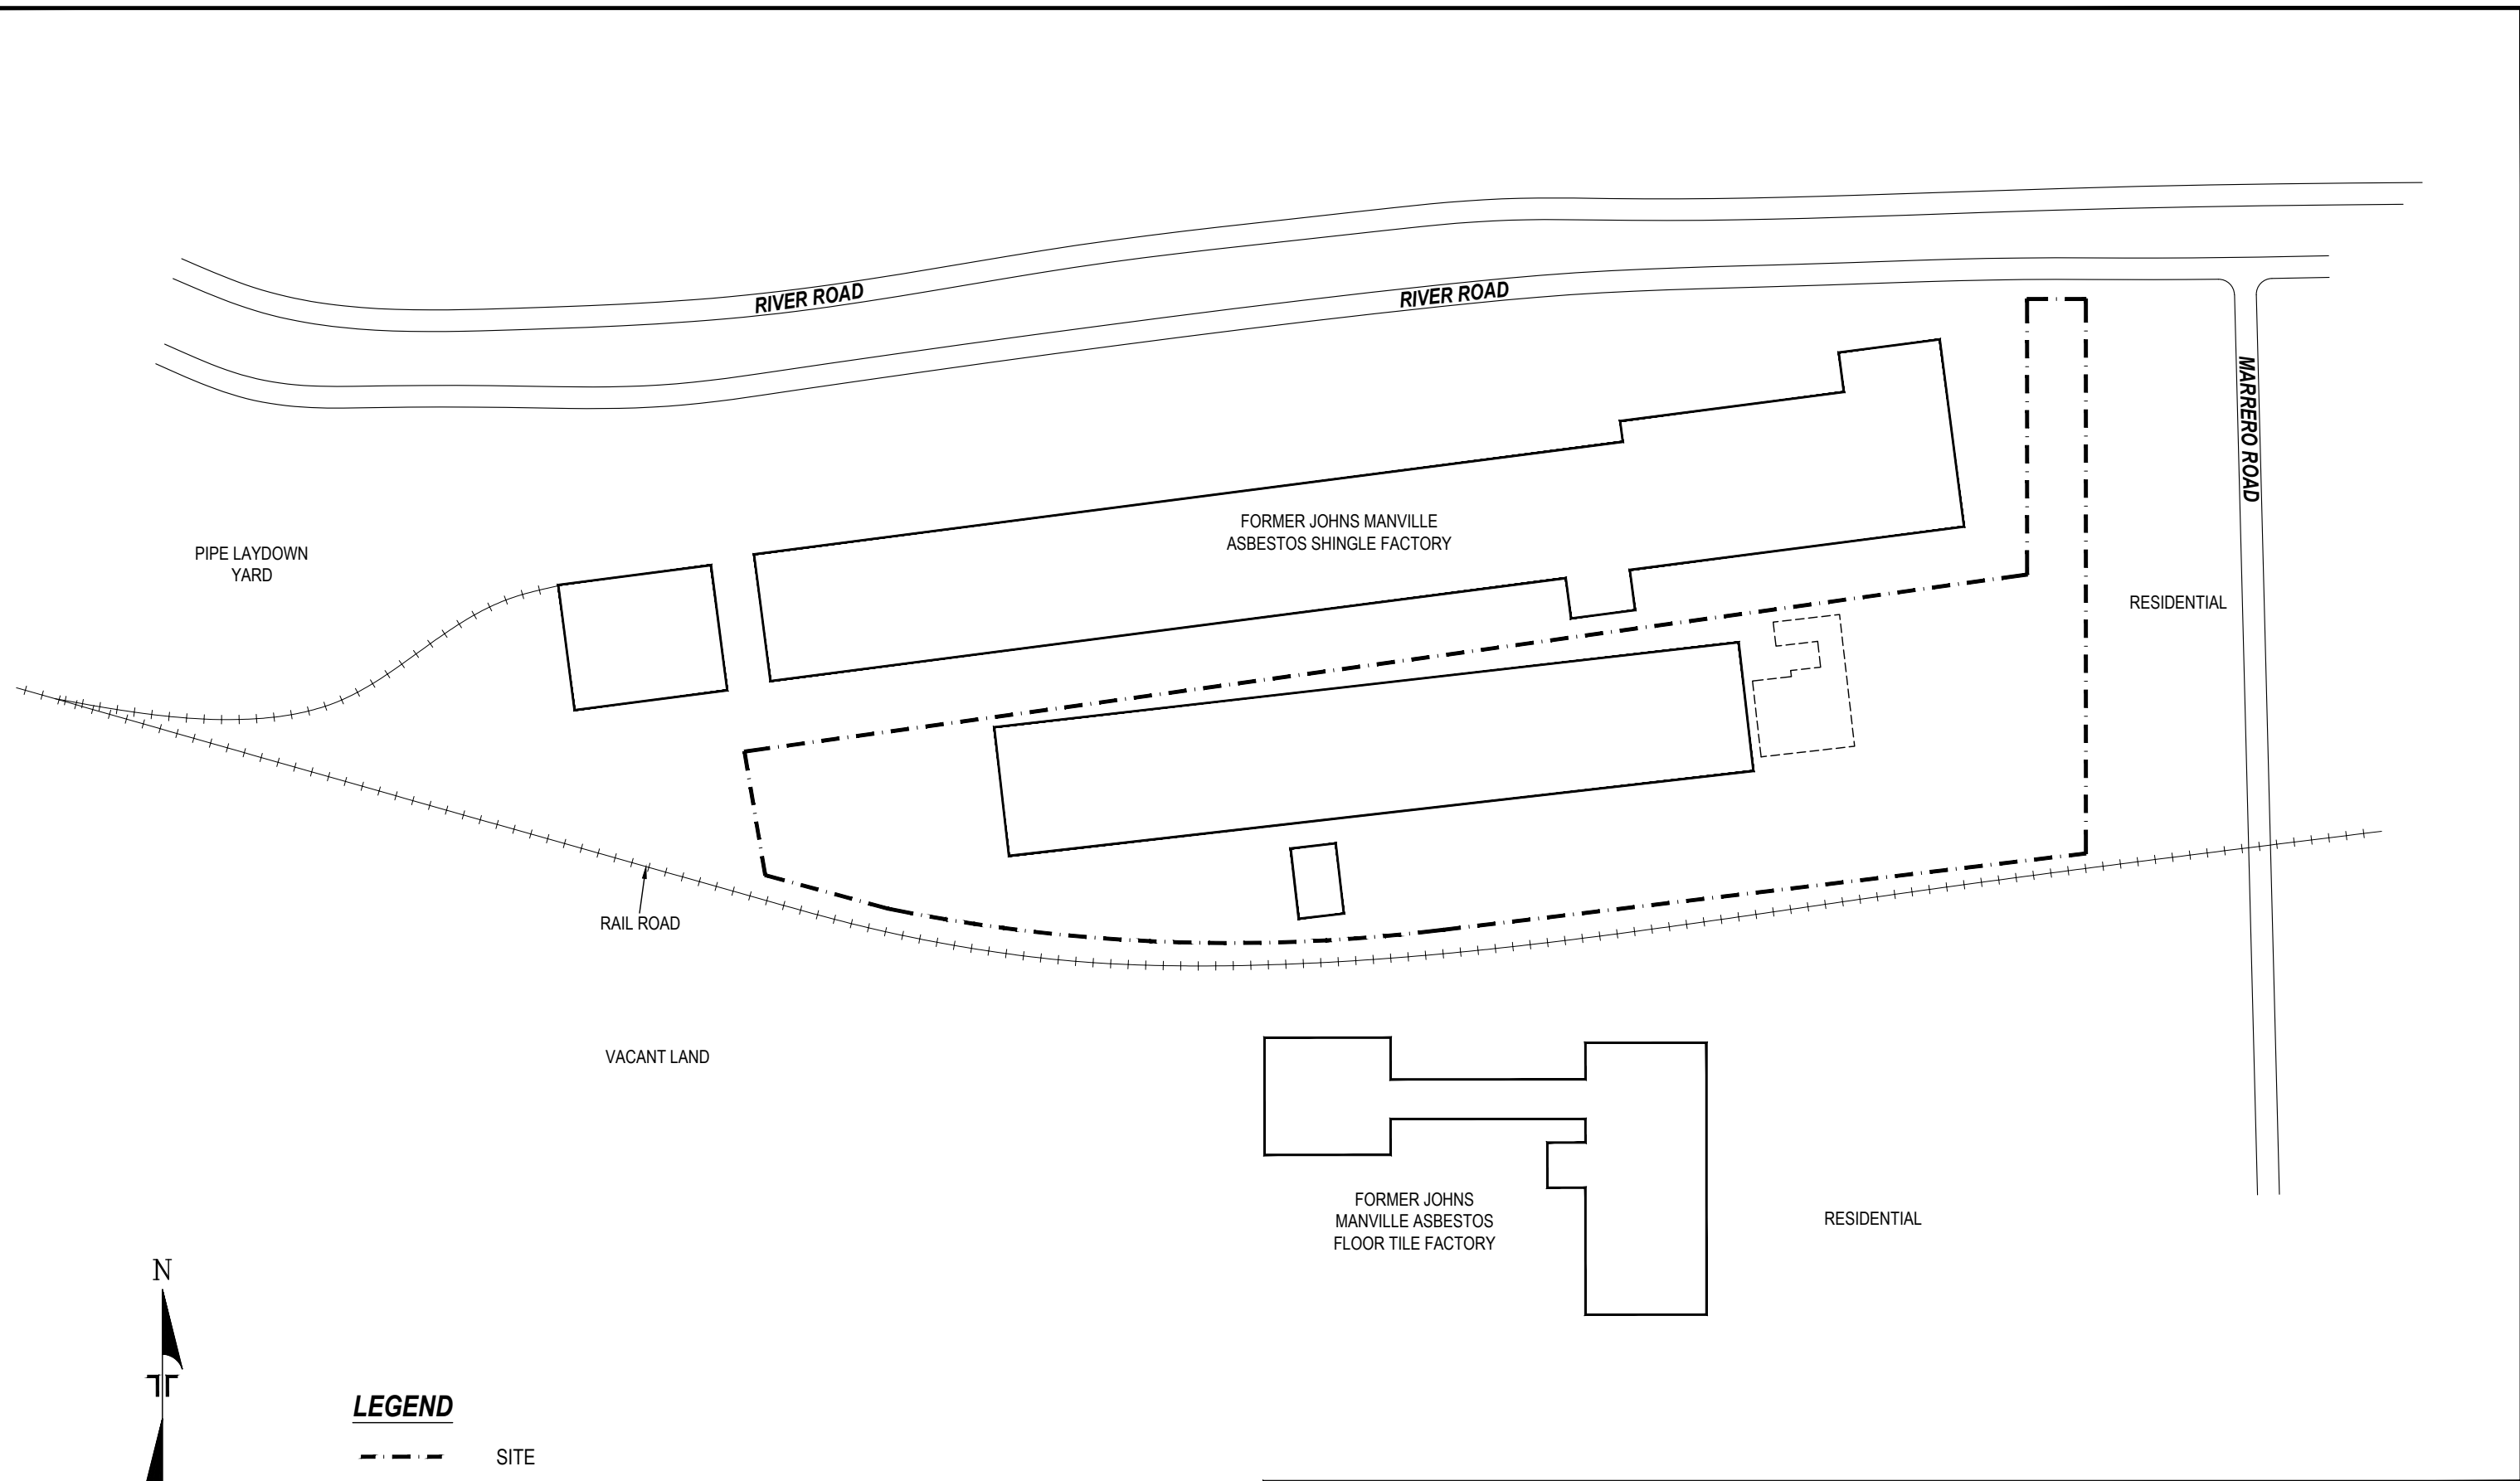 RIVER ROAD
RIVER ROAD
MARRERO ROAD
FORMER JOHNS MANVILLE
ASBESTOS SHINGLE FACTORY
PIPE LAYDOWN
YARD
RESIDENTIAL
RAIL ROAD
VACANT LAND
FORMER JOHNS
MANVILLE ASBESTOS
FLOOR TILE FACTORY
RESIDENTIAL
N
LEGEND
SITE